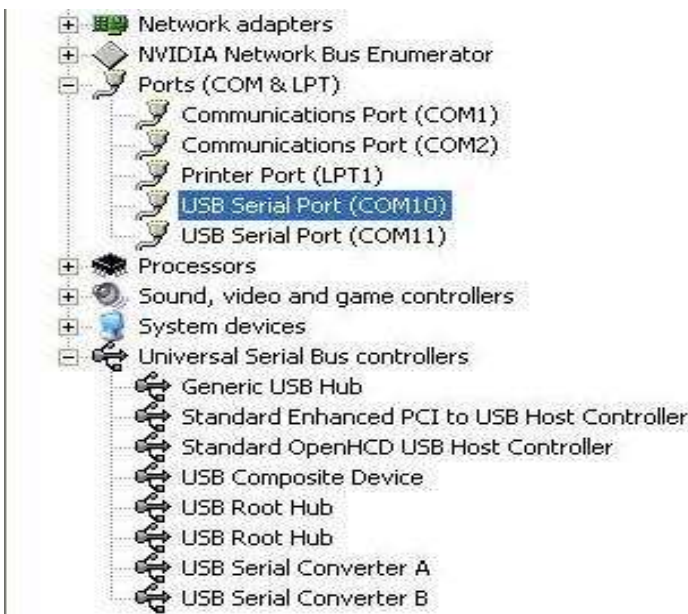 Network adapters
NVIDIA Network Bus Enumerator
Ports (COM & LPT)
Communications Port (COM1)
Communications Port (COM2)
Printer Port (LPT1)
USB Serial Port (COM10)
USB Serial Port (COM11)
Processors
Sound, video and game controllers
System devices
Universal Serial Bus controllers
Generic USB Hub
Standard Enhanced PCI to USB Host Controller
Standard OpenHCD USB Host Controller
USB Composite Device
USB Root Hub
USB Root Hub
USB Serial Converter A
USB Serial Converter B